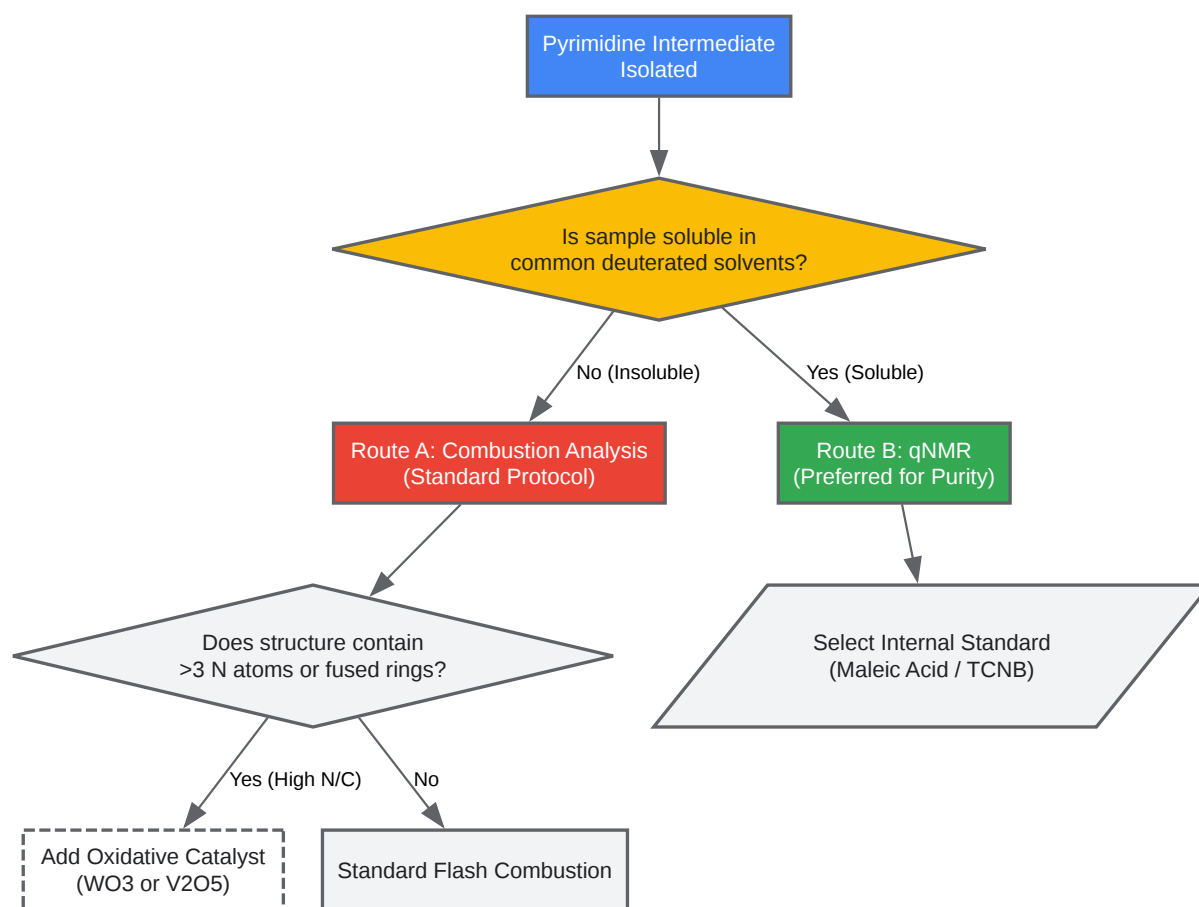 Pyrimidine Intermediate
Isolated
Is sample soluble in
common deuterated solvents?
No (Insoluble)
Yes (Soluble)
Route A: Combustion Analysis
(Standard Protocol)
Route B: qNMR
(Preferred for Purity)
Does structure contain
>3 N atoms or fused rings?
Select Internal Standard
(Maleic Acid / TCNB)
Yes (High N/C)
No
Add Oxidative Catalyst
(WO3 or V2O5)
Standard Flash Combustion